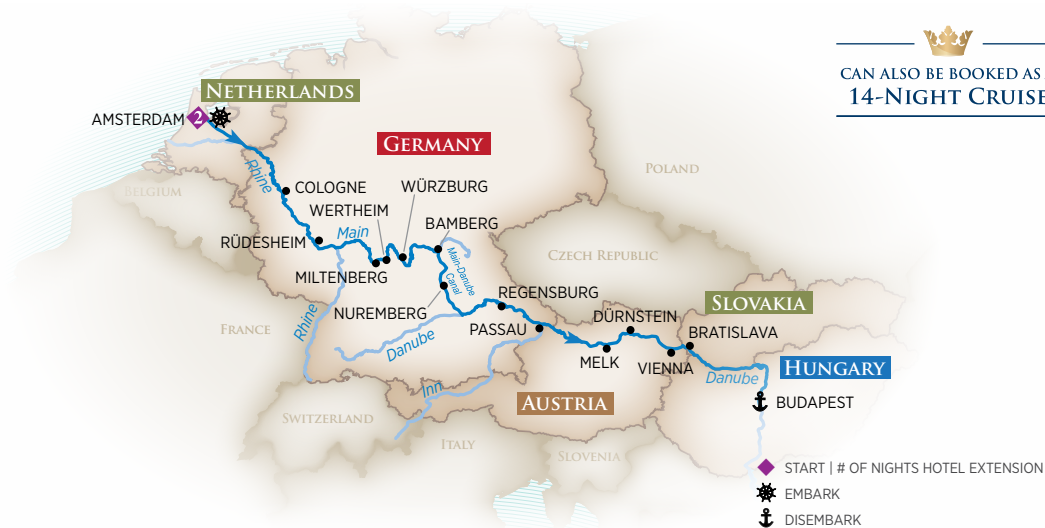 CAN ALSO BE BOOKED AS
14-NIGHT CRUISE
NETHERLANDS
AMSTERDAM 2
GERMANY
POLAND
BELGIUM
Rhine
COLOGNE
WÜRZBURG
WERTHEIM
BAMBERG
RÜDESHEIM
Main
MILTENBERG
Main-Danube
Canal
CZECH REPUBLIC
NUREMBERG
REGENSBURG
SLOVAKIA
FRANCE
Rhine
Danube
PASSAU
DÜRNSTEIN
BRATISLAVA
MELK
VIENNA
HUNGARY
Danube
Inn
AUSTRIA
BUDAPEST
SWITZERLAND
ITALY
SLOVENIA
START | # OF NIGHTS HOTEL EXTENSION
EMBARK
DISEMBARK